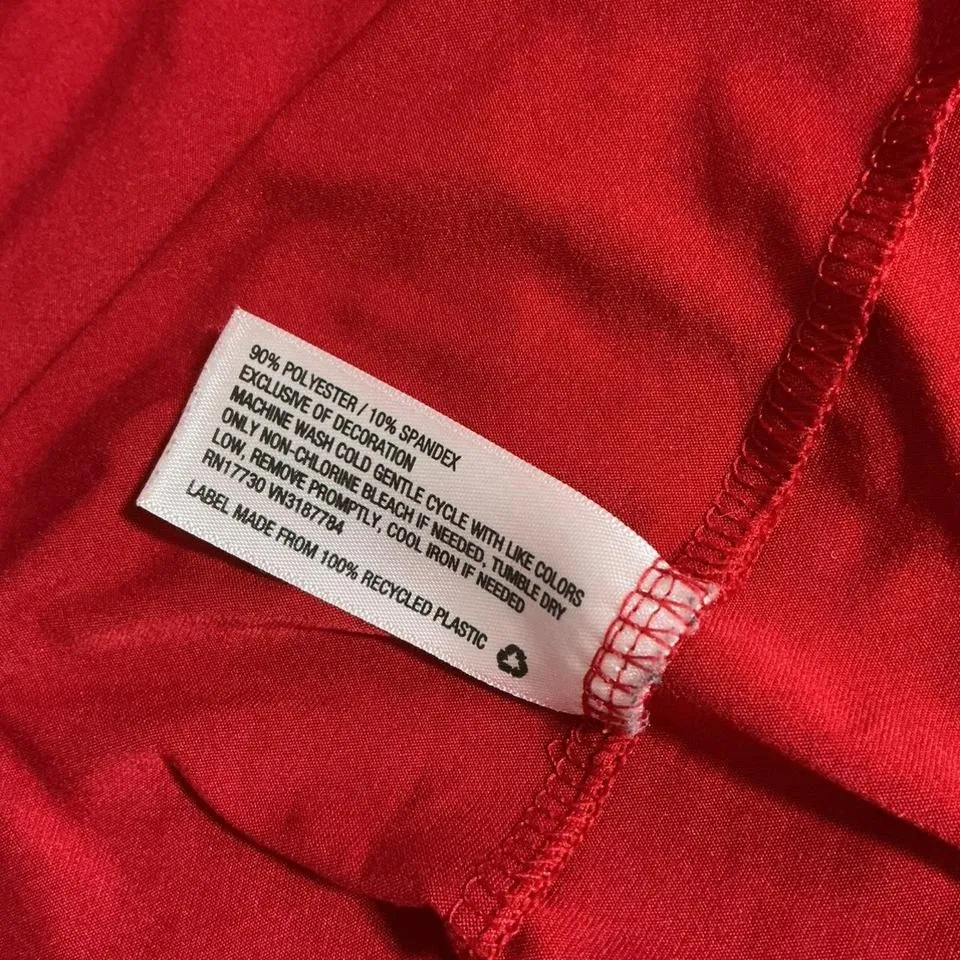 90% POLYESTER / 10% SPANDEX
EXCLUSIVE OF DECORATION
MACHINE WASH COLD GENTLE CYCLE WITH LIKE COLORS
ONLY NON-CHLORINE BLEACH IF NEEDED, TUMBLE DRY
LOW, REMOVE PROMPTLY, COOL IRON IF NEEDED
RN17730 VN3187784
LABEL MADE FROM 100% RECYCLED PLASTIC